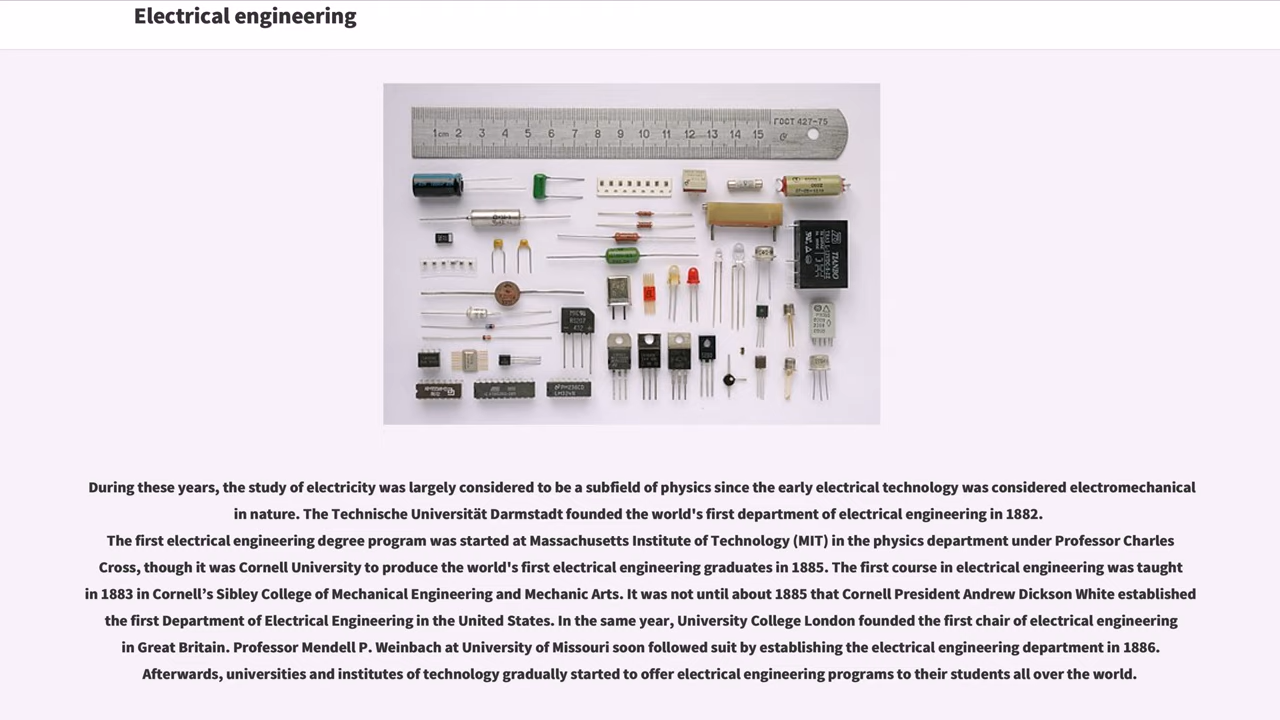 Electrical engineering
ГОСТ 427-75
1cm 2 3 4 5 6 7 8 9 10 11 12 13 14 15
TIANBO
During these years, the study of electricity was largely considered to be a subfield of physics since the early electrical technology was considered electromechanical
in nature. The Technische Universität Darmstadt founded the world's first department of electrical engineering in 1882.
The first electrical engineering degree program was started at Massachusetts Institute of Technology (MIT) in the physics department under Professor Charles
Cross, though it was Cornell University to produce the world's first electrical engineering graduates in 1885. The first course in electrical engineering was taught
in 1883 in Cornell’s Sibley College of Mechanical Engineering and Mechanic Arts. It was not until about 1885 that Cornell President Andrew Dickson White established
the first Department of Electrical Engineering in the United States. In the same year, University College London founded the first chair of electrical engineering
in Great Britain. Professor Mendell P. Weinbach at University of Missouri soon followed suit by establishing the electrical engineering department in 1886.
Afterwards, universities and institutes of technology gradually started to offer electrical engineering programs to their students all over the world.